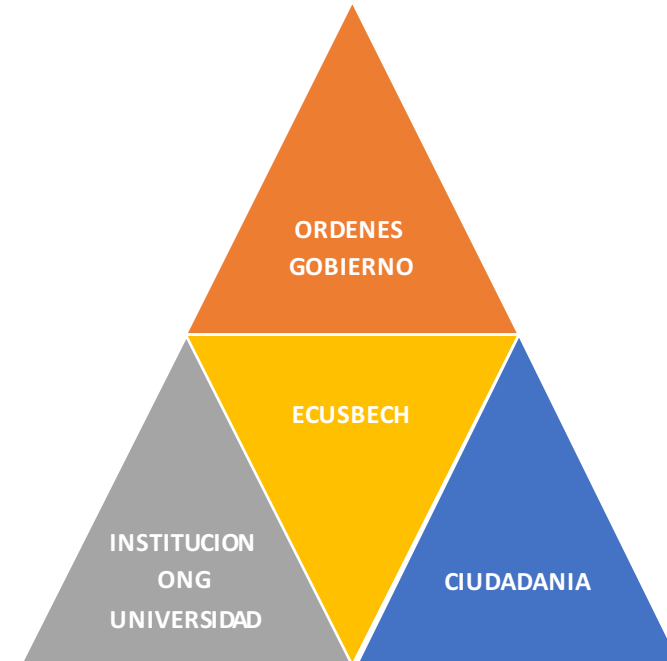 ORDENES
GOBIERNO
ECUSBECH
INSTITUCION
ONG
UNIVERSIDAD
CIUDADANIA